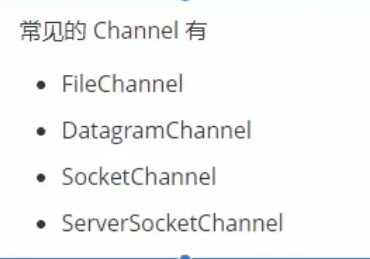 常见的 Channel 有
• FileChannel
• DatagramChannel
• SocketChannel
• ServerSocketChannel